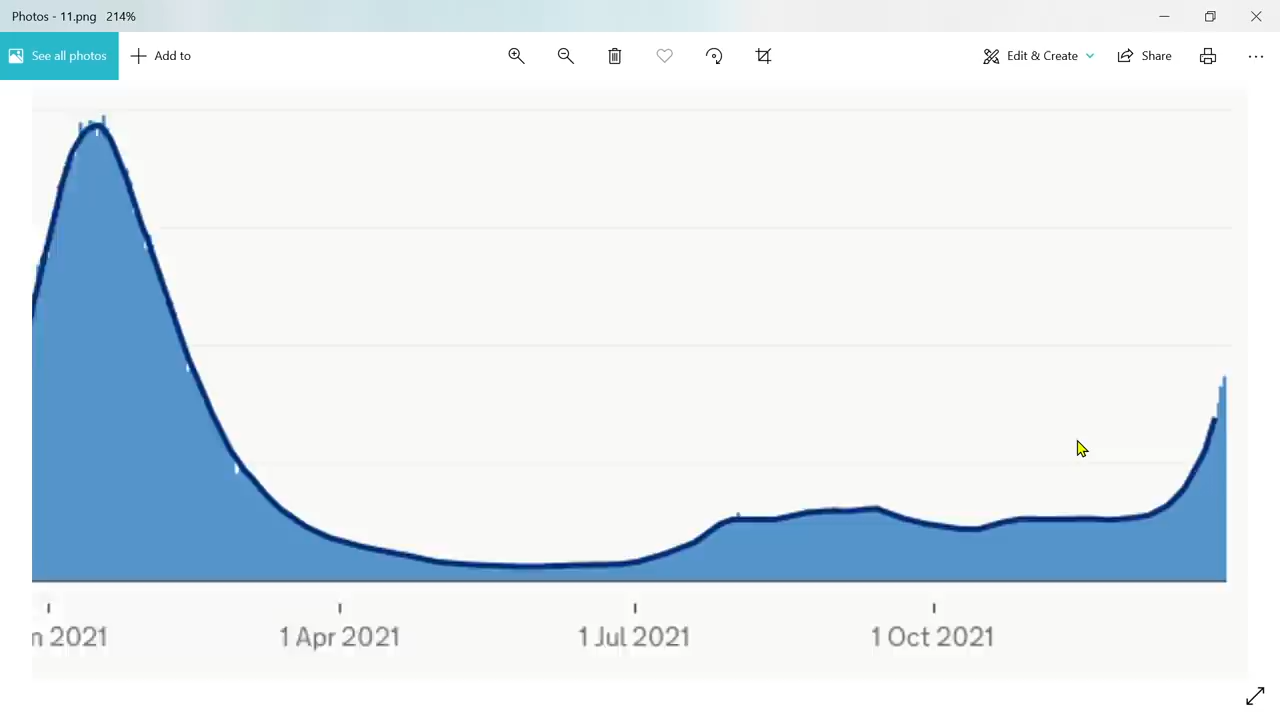 Photos - 11.png 214%
See all photos
Add to
Edit & Create
Share
n 2021
1 Apr 2021
1 Jul 2021
1 Oct 2021